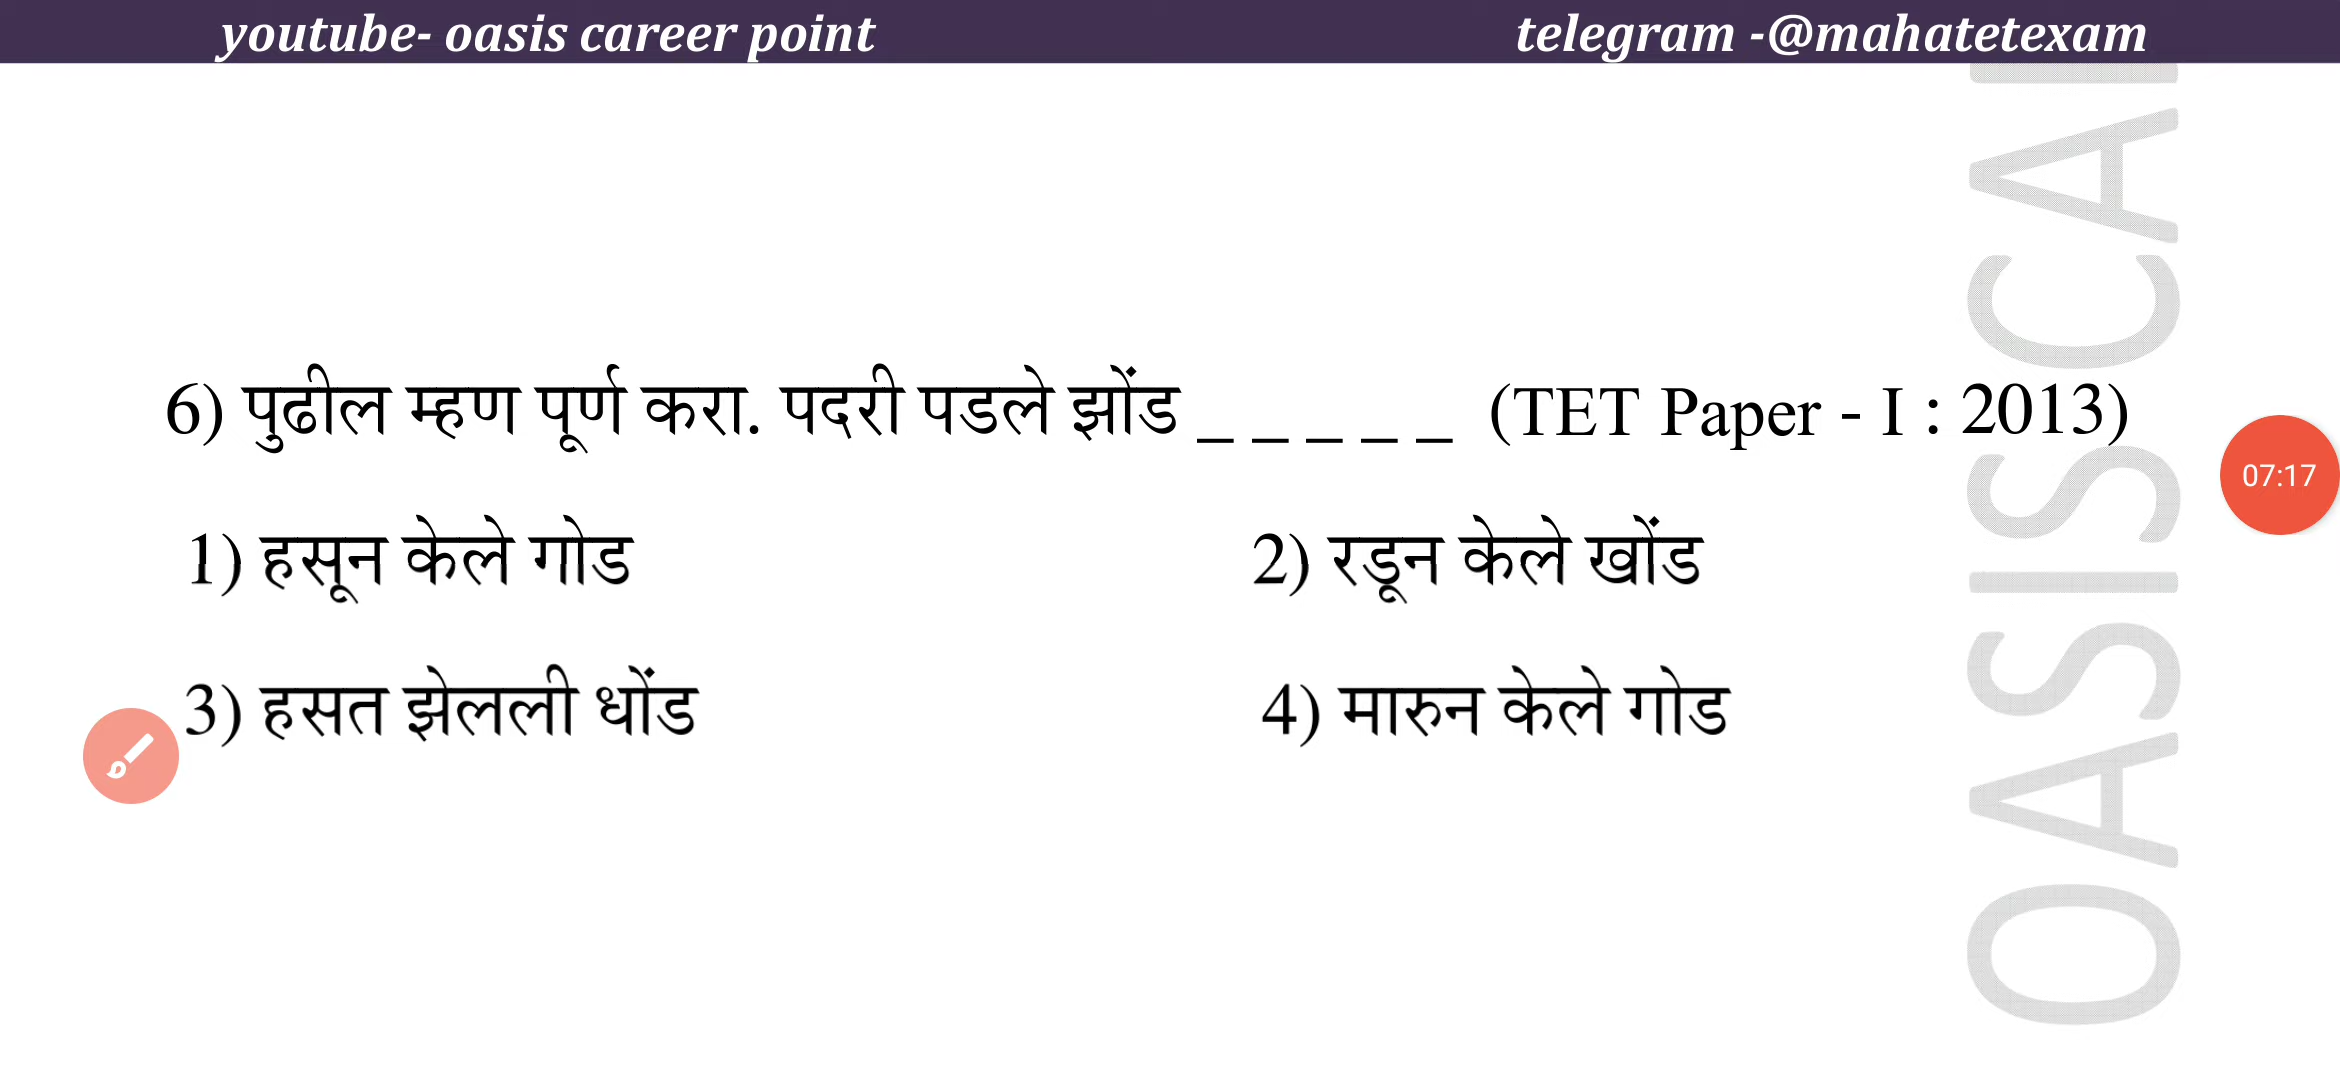 youtube- oasis career point telegram -@mahatetexam
6) पुढील म्हण पूर्ण करा. पदरी पडले झोंड _ _ _ _ _ (TET Paper - I : 2013)
07:17
1) हसून केले गोड 2) रडून केले खोंड
3) हसत झेलली धोंड 4) मारुन केले गोड
OASIS CA